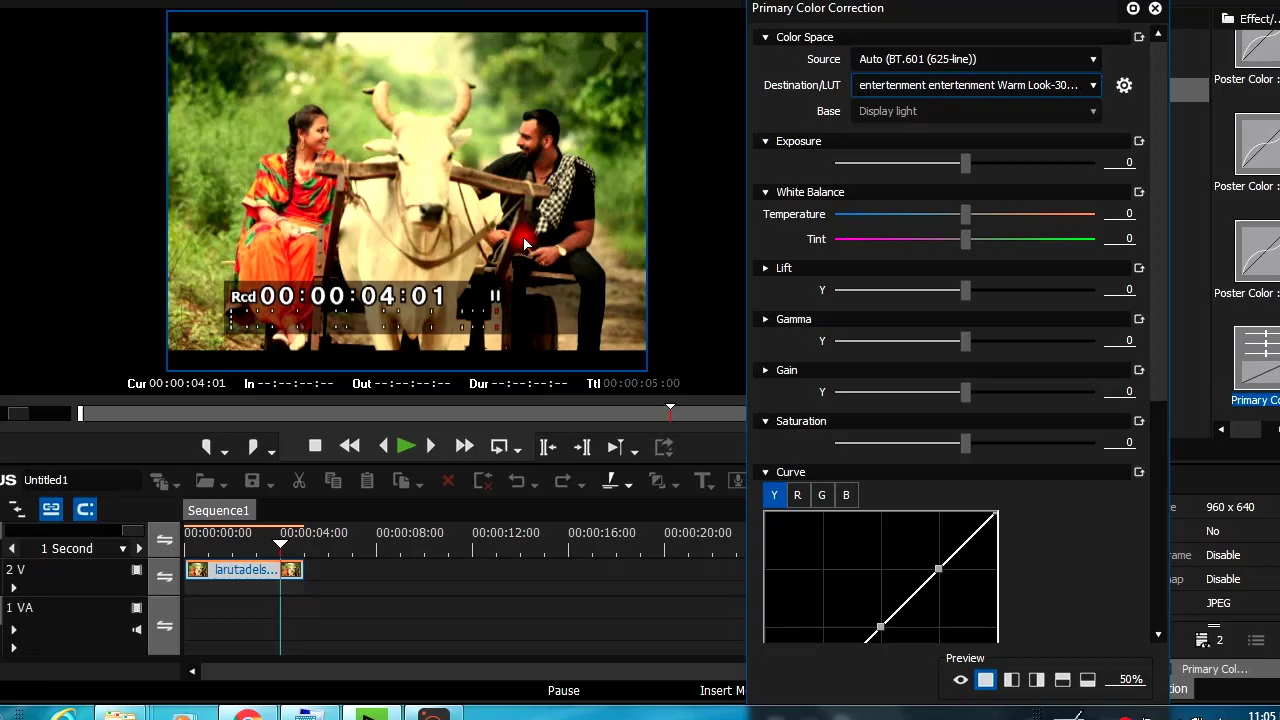 Primary Color Correction
Effect/...
Color Space
Source
Auto (BT.601 (625-line))
Destination/LUT
entertenment entertenment Warm Look-30...
Base
Display light
Poster Color :
Exposure
0
White Balance
Temperature
0
Tint
0
Poster Color :
Lift
Y
0
Poster Color :
Gamma
Y
0
Gain
Y
0
Primary Co
Saturation
0
Curve
Y
R
G
B
Rcd 00:00:04:01
Cur 00:00:04:01
In --:--:--:--
Out --:--:--:--
Dur --:--:--:--
Ttl 00:00:05:00
US Untitled1
T
Sequence1
00:00:00:00
00:00:04:00
00:00:08:00
00:00:12:00
00:00:16:00
00:00:20:00
1 Second
2 V
larutadels...
1 VA
960 x 640
No
Disable
Disable
JPEG
2
Pause
Insert M
Preview
50%
Primary Col...
11:05